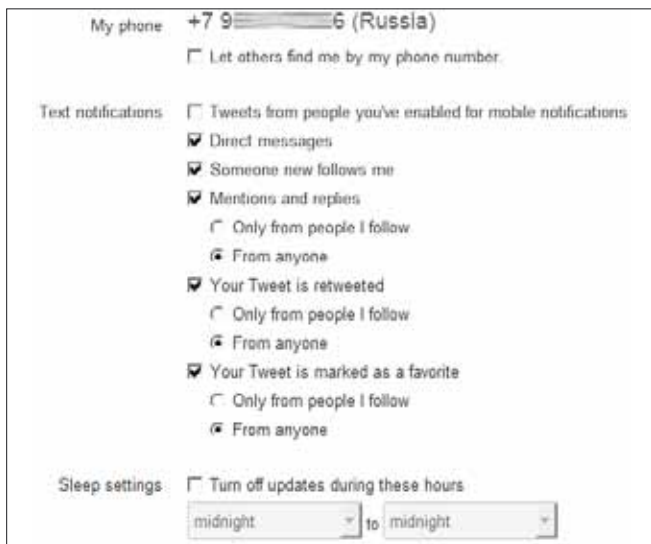 My phone +7 9 6 (Russia)
Let others find me by my phone number.
Text notifications Tweets from people you've enabled for mobile notifications
Direct messages
Someone new follows me
Mentions and replies
Only from people I follow
From anyone
Your Tweet is retweeted
Only from people I follow
From anyone
Your Tweet is marked as a favorite
Only from people I follow
From anyone
Sleep settings Turn off updates during these hours
midnight to midnight